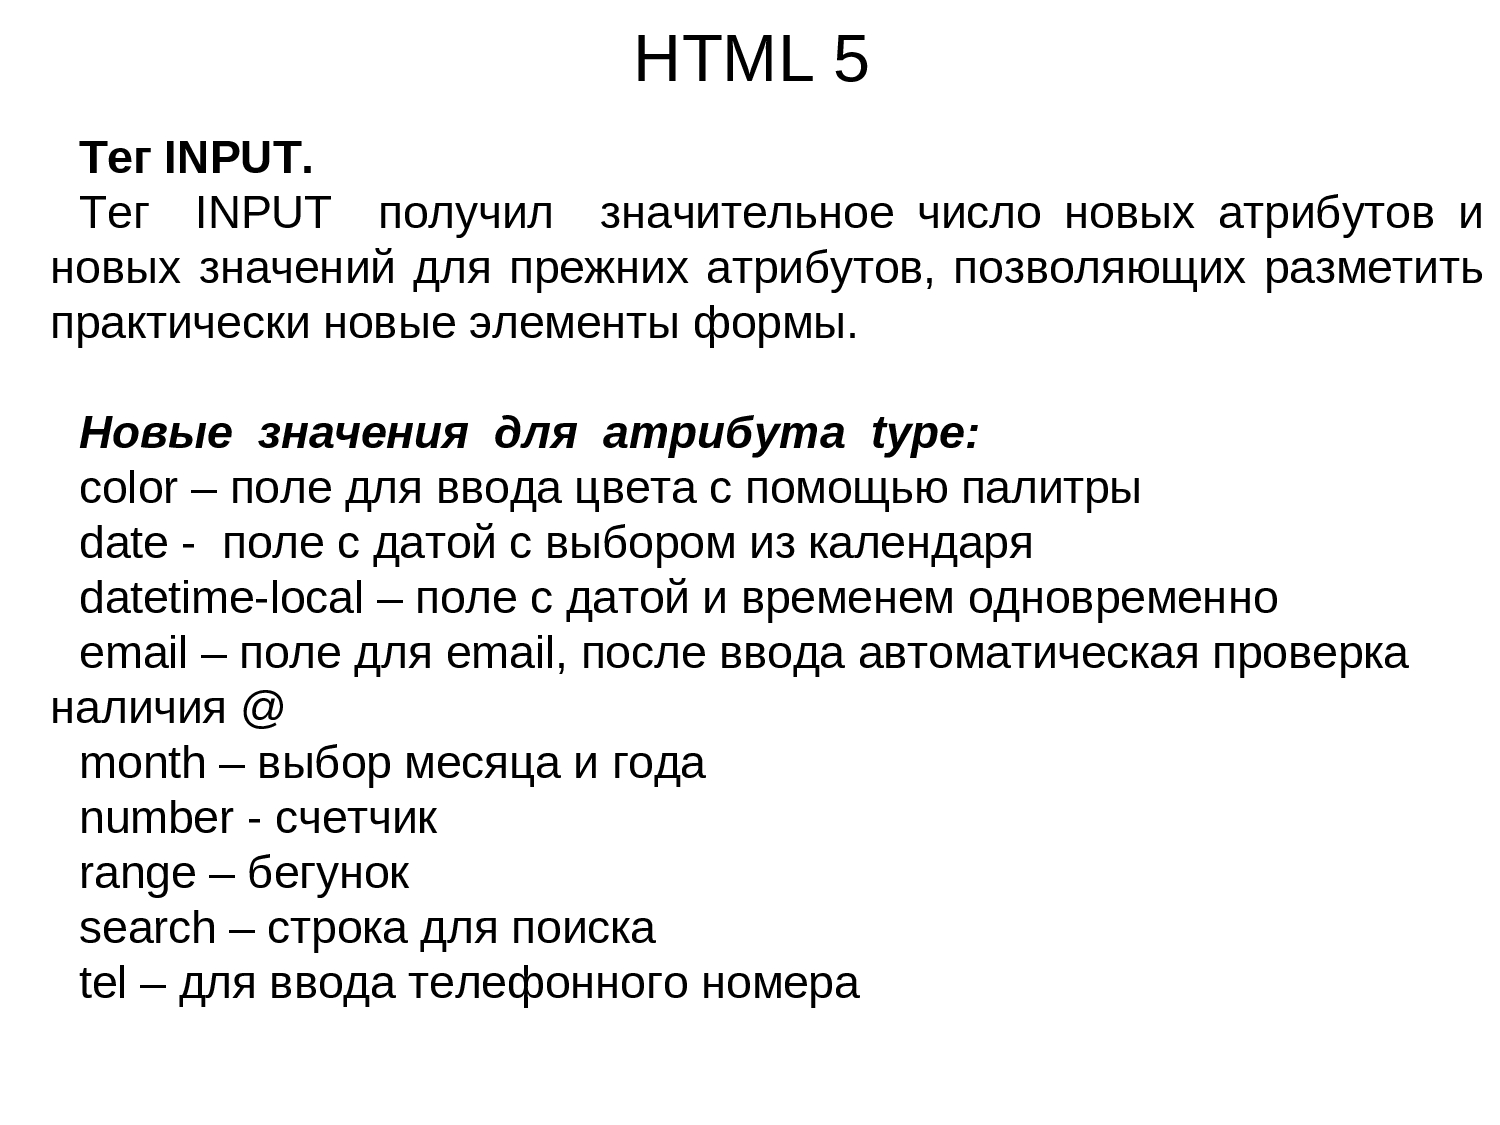 HTML 5
Тег INPUT.
Тег INPUT получил значительное число новых атрибутов и
новых значений для прежних атрибутов, позволяющих разметить
практически новые элементы формы.
Новые значения для атрибута type:
color – поле для ввода цвета с помощью палитры
date - поле с датой с выбором из календаря
datetime-local – поле с датой и временем одновременно
email – поле для email, после ввода автоматическая проверка
наличия @
month – выбор месяца и года
number - счетчик
range – бегунок
search – строка для поиска
tel – для ввода телефонного номера